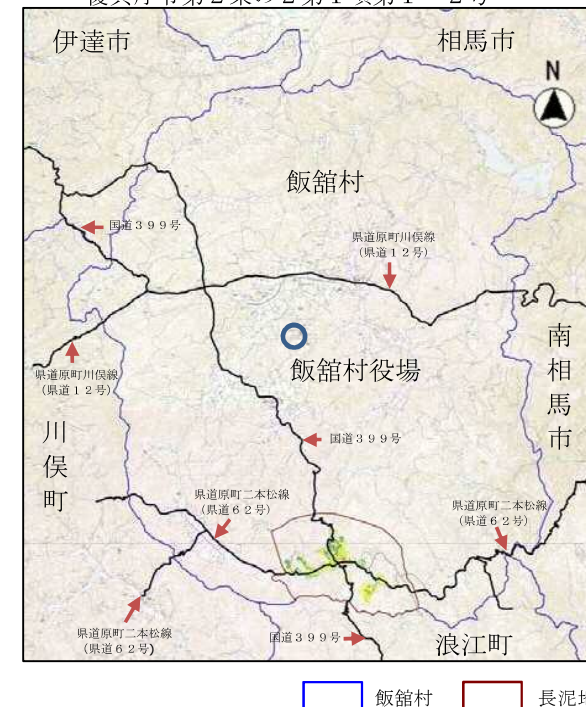 伊達市
相馬市
N
飯舘村
国道３９９号
県道原町川俣線
（県道１２号）
飯舘村役場
南相馬市
県道原町川俣線
（県道１２号）
川俣町
国道３９９号
県道原町二本松線
（県道６２号）
県道原町二本松線
（県道６２号）
県道原町二本松線
（県道６２号）
国道３９９号
浪江町
飯舘村
長泥